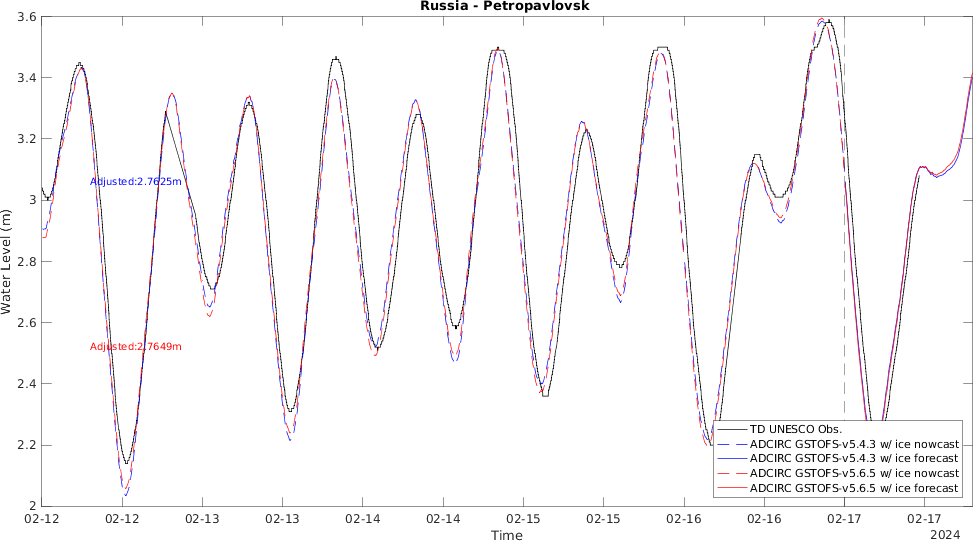 Russia - Petropavlovsk
3.6
3.4
3.2
3
2.8
2.6
2.4
2.2
2
Water Level (m)
Adjusted:2.7625m
Adjusted:2.7649m
TD UNESCO Obs.
ADCIRC GSTOFS-v5.4.3 w/ ice nowcast
ADCIRC GSTOFS-v5.4.3 w/ ice forecast
ADCIRC GSTOFS-v5.6.5 w/ ice nowcast
ADCIRC GSTOFS-v5.6.5 w/ ice forecast
02-12 02-12 02-13 02-13 02-14 02-14 02-15 02-15 02-16 02-16 02-17 02-17
Time
2024